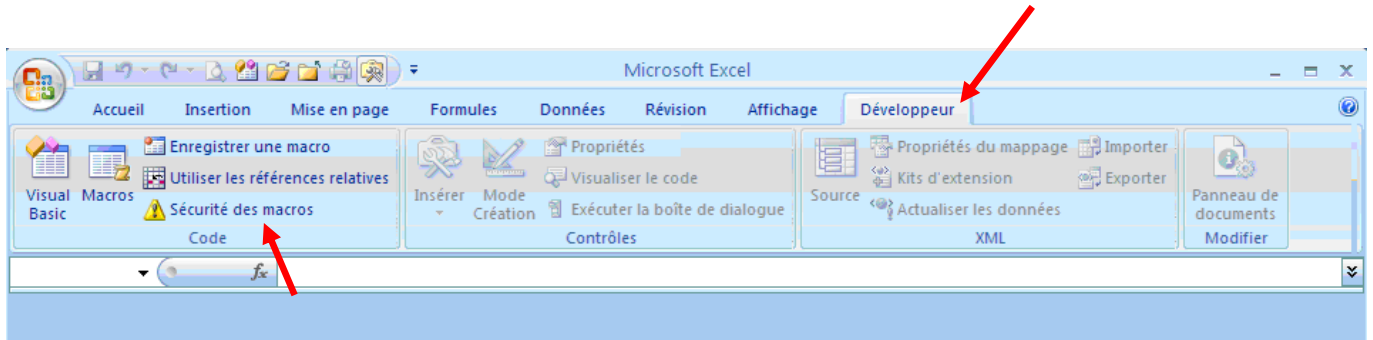 Microsoft Excel
Accueil Insertion Mise en page Formules Données Révision Affichage Développeur
Visual Basic
Macros
Enregistrer une macro
Utiliser les références relatives
Sécurité des macros
Code
Insérer
Mode Création
Propriétés
Visualiser le code
Exécuter la boîte de dialogue
Contrôles
Source
Propriétés du mappage
Kits d'extension
Actualiser les données
Importer
Exporter
XML
Panneau de documents
Modifier
fx